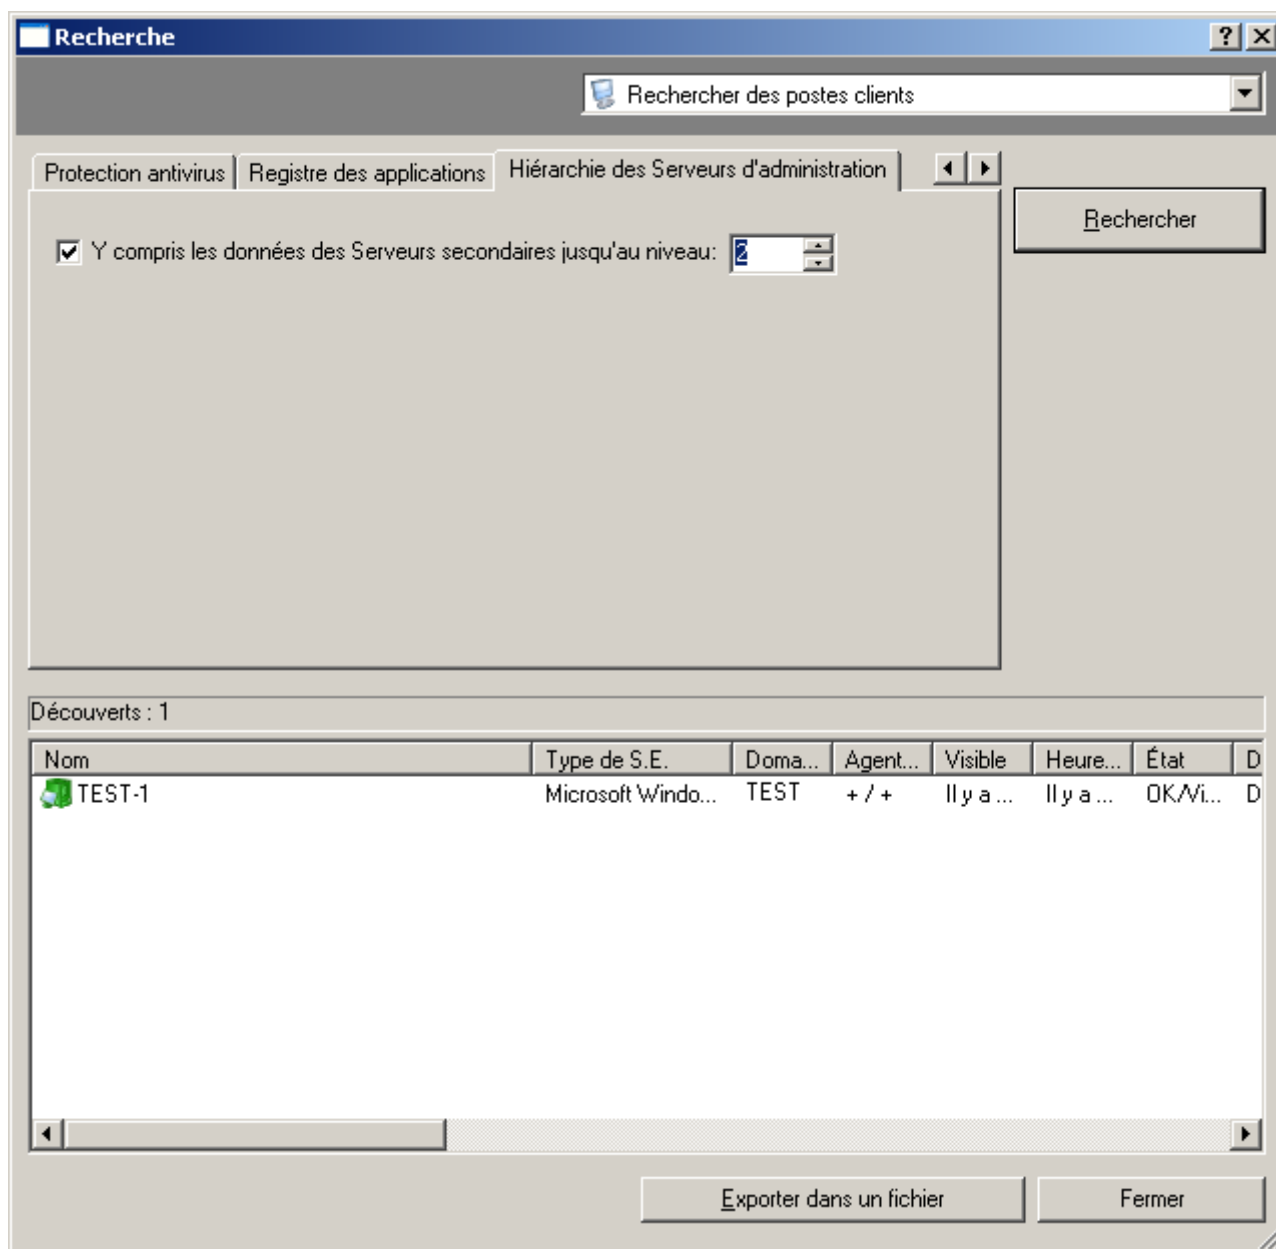 Recherche
Rechercher des postes clients
Protection antivirus Registre des applications Hiérarchie des Serveurs d'administration
Rechercher
Y compris les données des Serveurs secondaires jusqu'au niveau: 2
Découverts : 1
Nom Type de S.E. Doma... Agent... Visible Heure... État D
TEST-1 Microsoft Windo... TEST + / + Il y a ... Il y a ... OK/Vi... D
Exporter dans un fichier Fermer